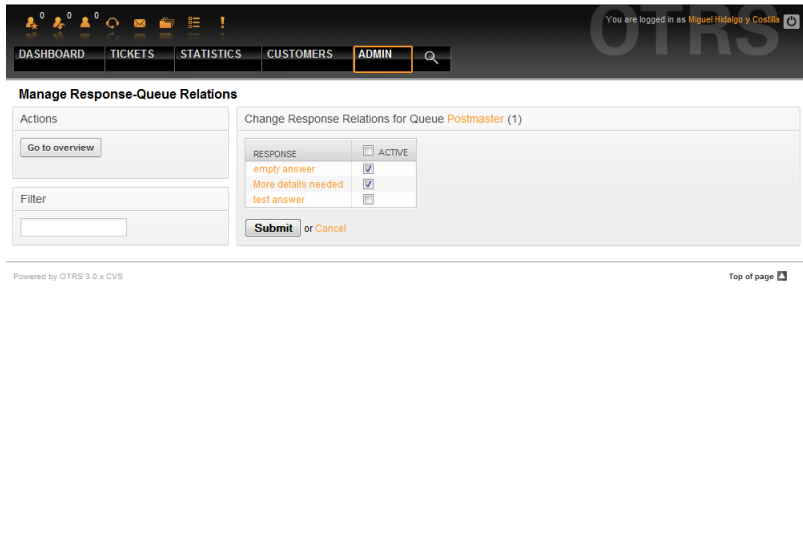 0 0 0
You are logged in as Miguel Hidalgo y Costilla
OTRS
DASHBOARD TICKETS STATISTICS CUSTOMERS ADMIN
Manage Response-Queue Relations
Actions
Go to overview
Filter
Change Response Relations for Queue Postmaster (1)
RESPONSE ACTIVE
empty answer
More details needed
test answer
Submit or Cancel
Powered by OTRS 3.0.x CVS
Top of page